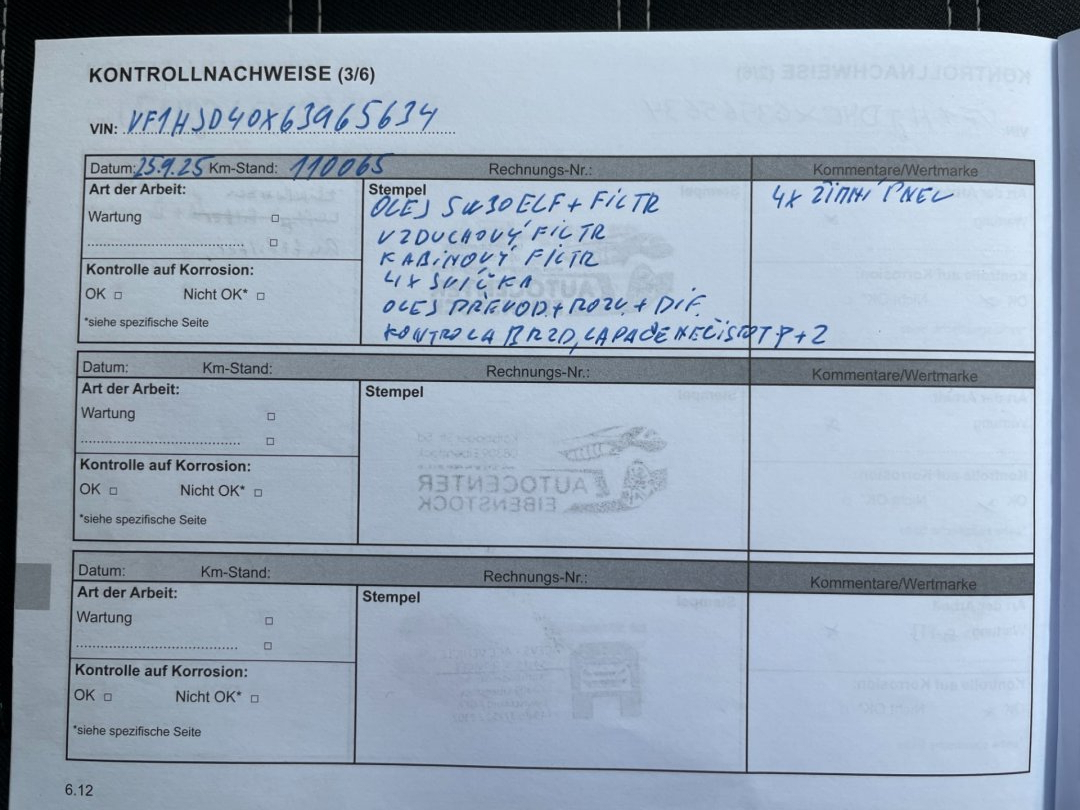 KONTROLLNACHWEISE (3/6)
VIN: VF1HJD40X63965634
Datum: 25.9.25 Km-Stand: 110065 Rechnungs-Nr.: Kommentare/Wertmarke
Art der Arbeit:
Wartung
Kontrolle auf Korrosion:
OK Nicht OK*
*siehe spezifische Seite
Stempel
OLEJ 5W30 ELF + FILTR
VZDUCHOVÝ FILTR
KABINOVÝ FILTR
4X SVÍČKA
OLEJ PŘEVOD + ROZV + DIF.
KONTROLA BRZD, LAPAČE NEČISTOT P+Z
4X ZIMNÍ PNEU
Datum: Km-Stand: Rechnungs-Nr.: Kommentare/Wertmarke
Art der Arbeit:
Wartung
Kontrolle auf Korrosion:
OK Nicht OK*
*siehe spezifische Seite
Stempel
AUTOCENTER
EIBENSTOCK
Datum: Km-Stand: Rechnungs-Nr.: Kommentare/Wertmarke
Art der Arbeit:
Wartung
Kontrolle auf Korrosion:
OK Nicht OK*
*siehe spezifische Seite
Stempel
6.12